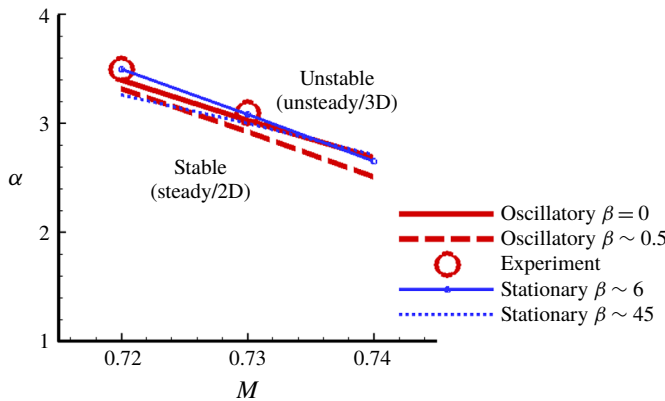 4
3
2
1
α
0.72
0.73
0.74
M
Unstable
(unsteady/3D)
Stable
(steady/2D)
Oscillatory β = 0
Oscillatory β ~ 0.5
Experiment
Stationary β ~ 6
Stationary β ~ 45